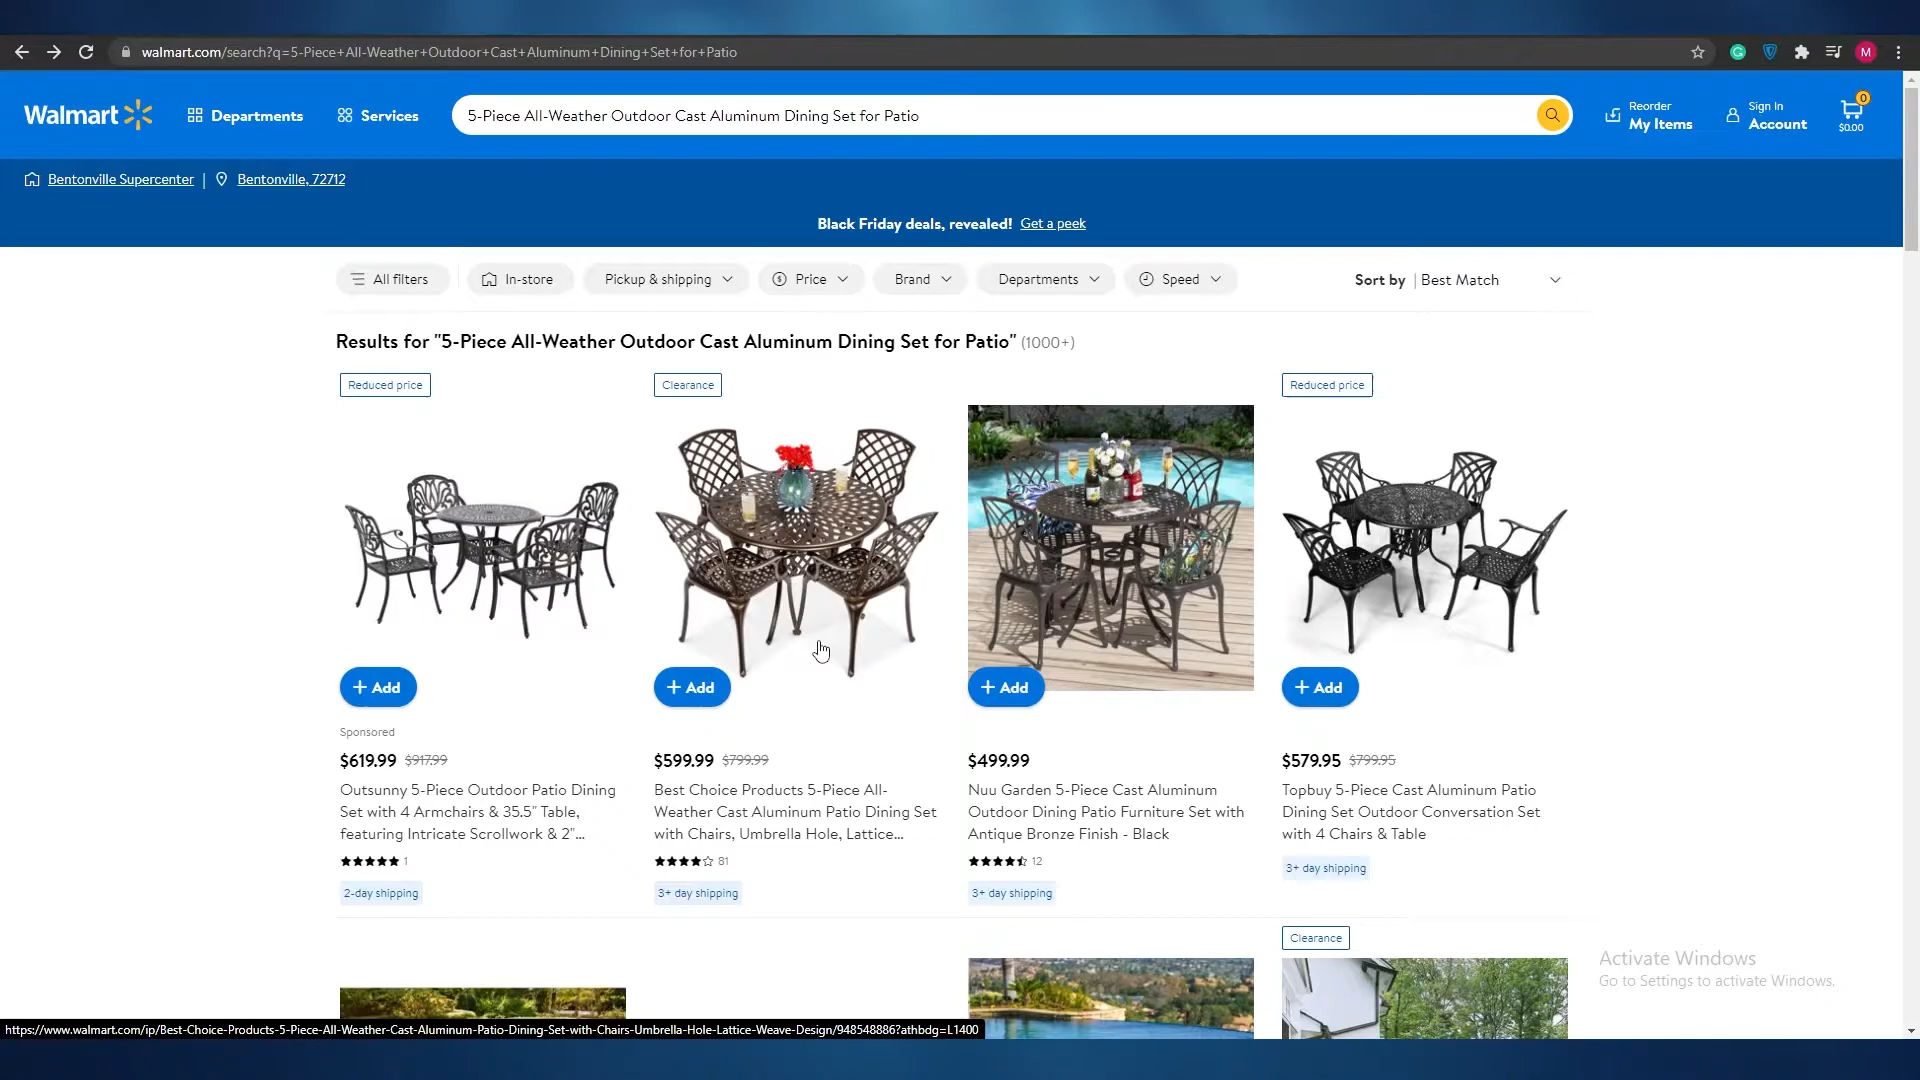 walmart.com/search?q=5-Piece+All-Weather+Outdoor+Cast+Aluminum+Dining+Set+for+Patio
G
M
Walmart
Departments
Services
5-Piece All-Weather Outdoor Cast Aluminum Dining Set for Patio
Reorder
My Items
Sign In
Account
0
$0.00
Bentonville Supercenter | Bentonville, 72712
Black Friday deals, revealed! Get a peek
All filters
In-store
Pickup & shipping
Price
Brand
Departments
Speed
Sort by | Best Match
Results for "5-Piece All-Weather Outdoor Cast Aluminum Dining Set for Patio" (1000+)
Reduced price
+ Add
Sponsored
$619.99 $917.99
Outsunny 5-Piece Outdoor Patio Dining
Set with 4 Armchairs & 35.5" Table,
featuring Intricate Scrollwork & 2"...
1
2-day shipping
Clearance
+ Add
$599.99 $799.99
Best Choice Products 5-Piece All-
Weather Cast Aluminum Patio Dining Set
with Chairs, Umbrella Hole, Lattice...
81
3+ day shipping
+ Add
$499.99
Nuu Garden 5-Piece Cast Aluminum
Outdoor Dining Patio Furniture Set with
Antique Bronze Finish - Black
12
3+ day shipping
Reduced price
+ Add
$579.95 $799.95
Topbuy 5-Piece Cast Aluminum Patio
Dining Set Outdoor Conversation Set
with 4 Chairs & Table
3+ day shipping
Clearance
Activate Windows
Go to Settings to activate Windows.
https://www.walmart.com/ip/Best-Choice-Products-5-Piece-All-Weather-Cast-Aluminum-Patio-Dining-Set-with-Chairs-Umbrella-Hole-Lattice-Weave-Design/948548886?athbdg=L1400